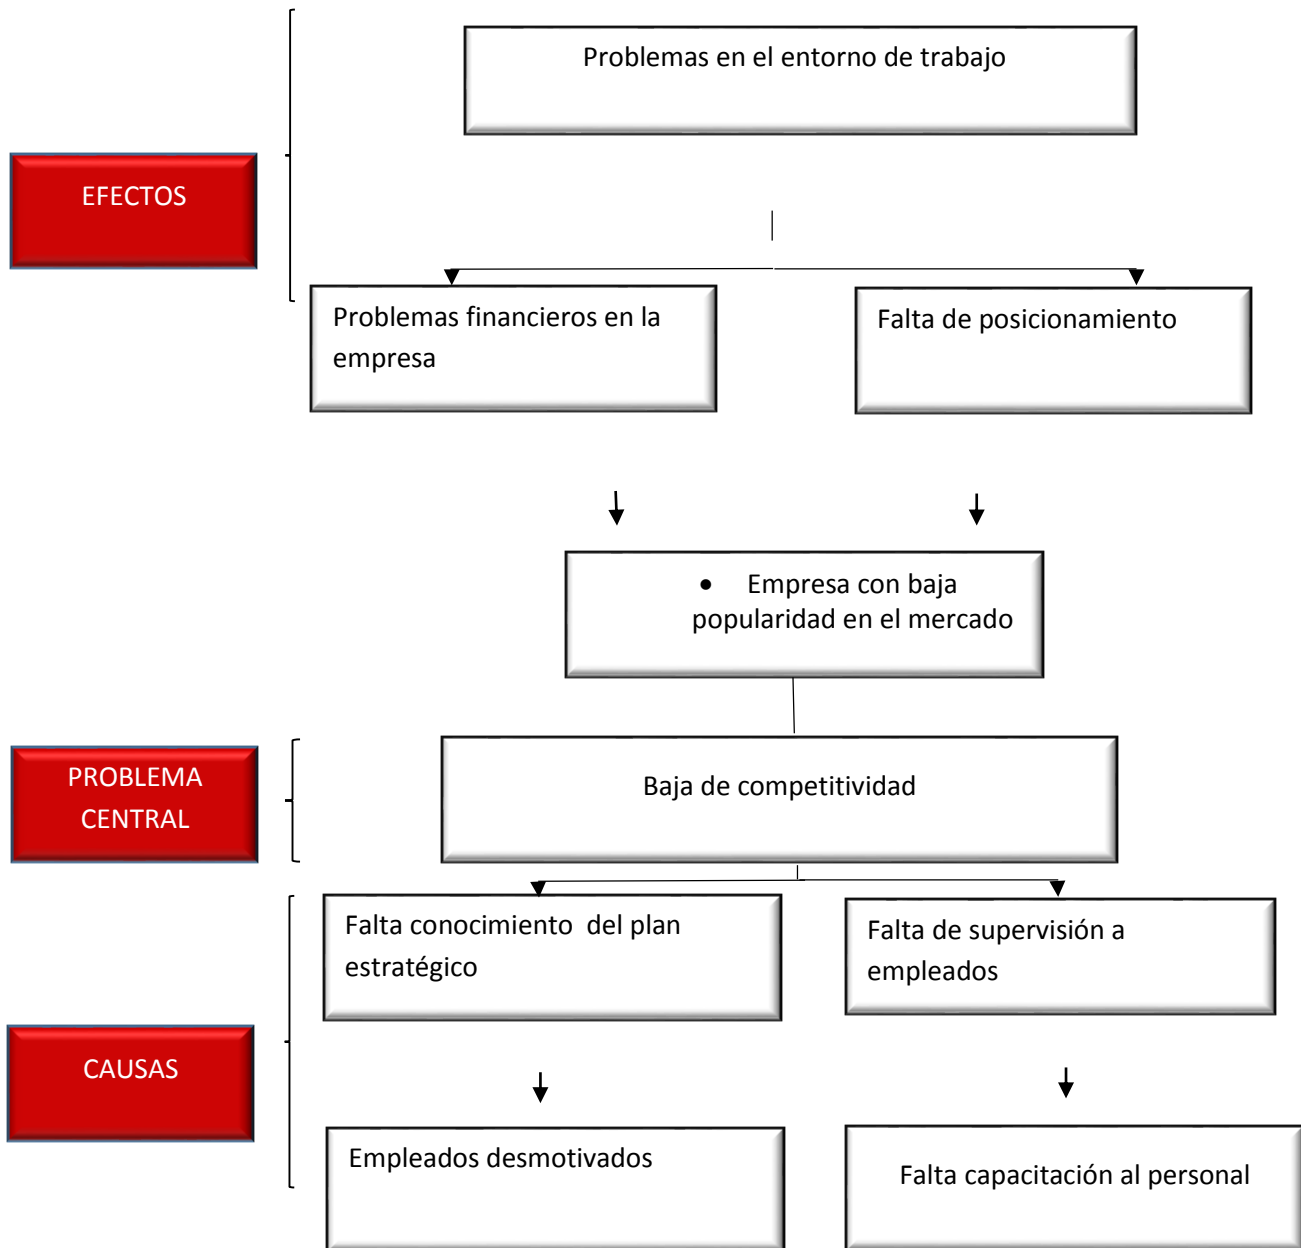 Problemas en el entorno de trabajo
EFECTOS
Problemas financieros en la
empresa
Falta de posicionamiento
• Empresa con baja
popularidad en el mercado
PROBLEMA
CENTRAL
Baja de competitividad
Falta conocimiento  del plan
estratégico
Falta de supervisión a
empleados
CAUSAS
Empleados desmotivados
Falta capacitación al personal